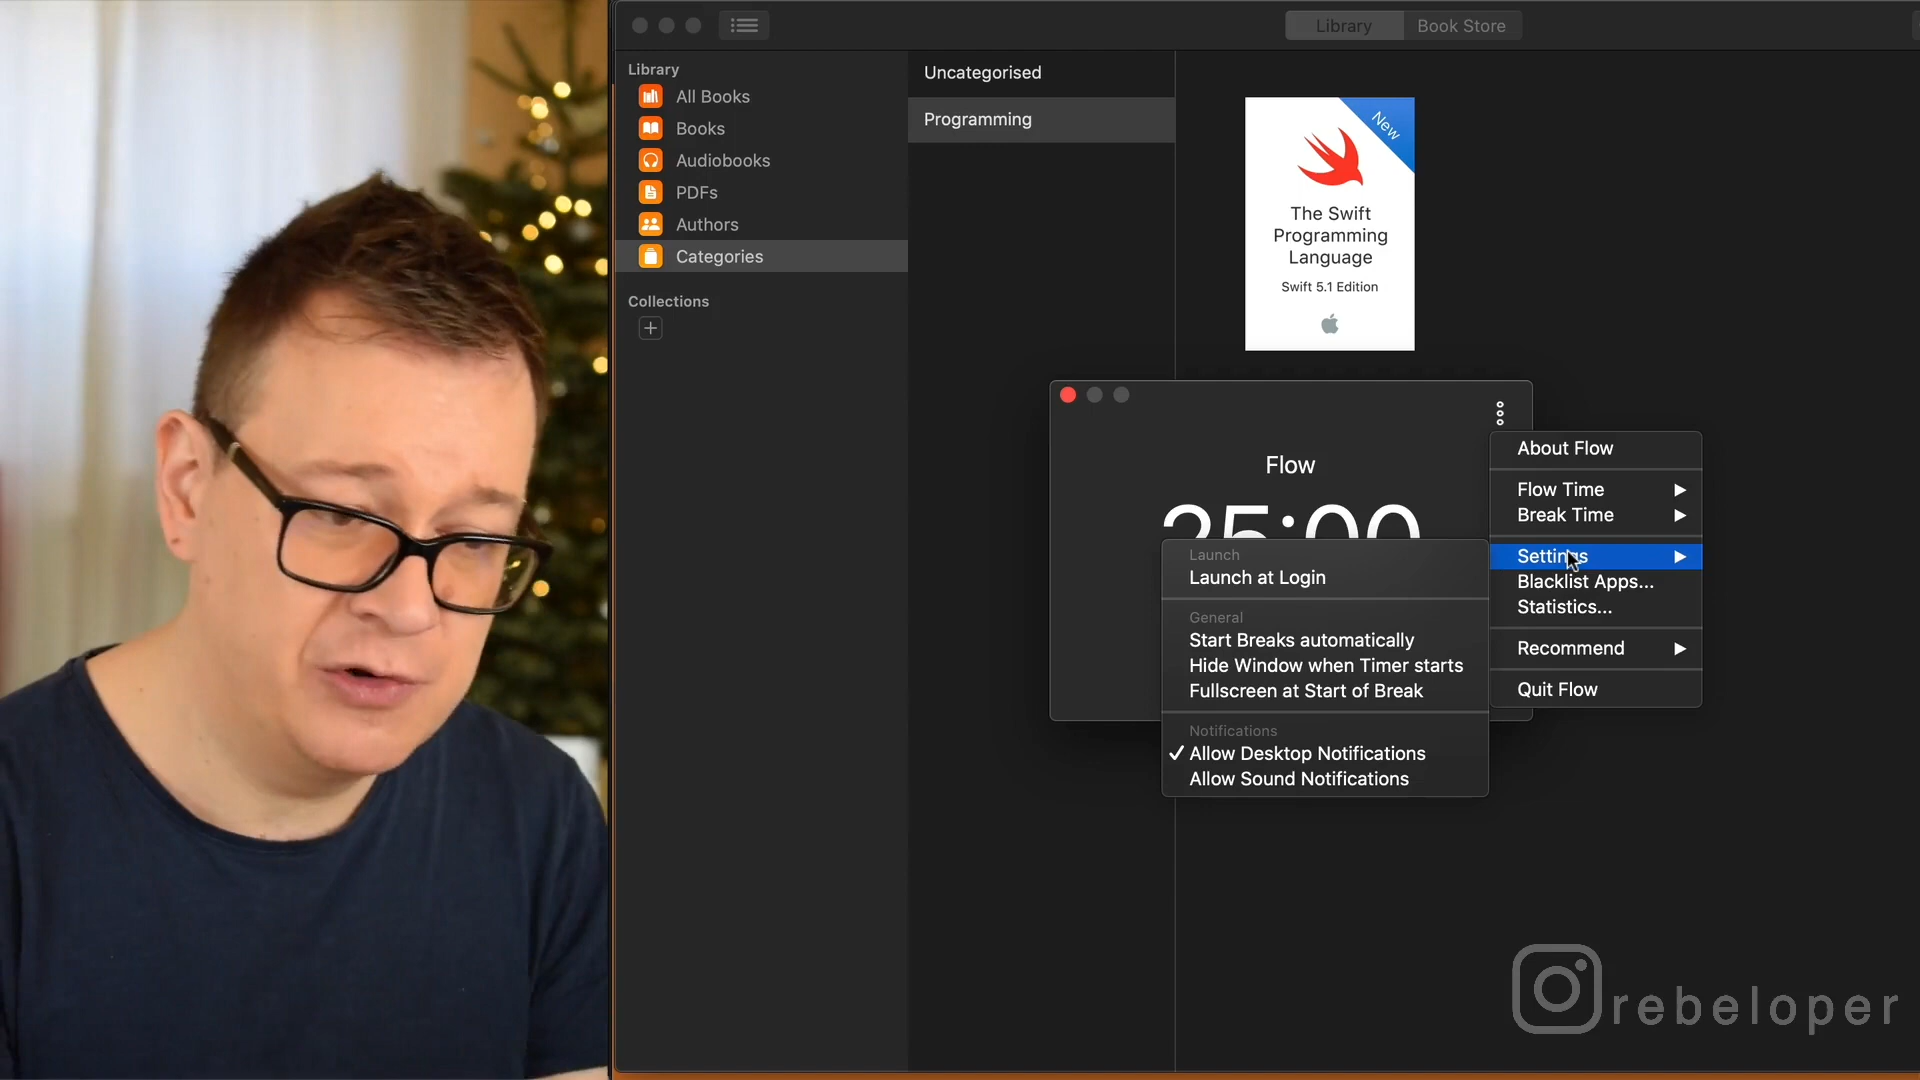 Library
Book Store
Library
All Books
Books
Audiobooks
PDFs
Authors
Categories
Collections
Uncategorised
Programming
New
The Swift
Programming
Language
Swift 5.1 Edition
Flow
25:00
About Flow
Flow Time
Break Time
Settings
Blacklist Apps...
Statistics...
Recommend
Quit Flow
Launch
Launch at Login
General
Start Breaks automatically
Hide Window when Timer starts
Fullscreen at Start of Break
Notifications
Allow Desktop Notifications
Allow Sound Notifications
rebeloper